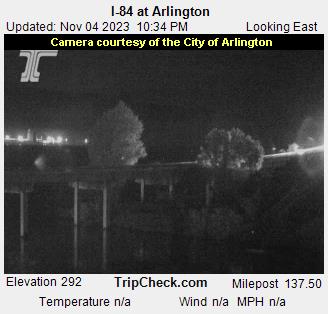 I-84 at Arlington
Updated: Nov 04 2023 10:34 PM Looking East
Camera courtesy of the City of Arlington
Elevation 292 TripCheck.com Milepost 137.50
Temperature n/a Wind n/a MPH n/a